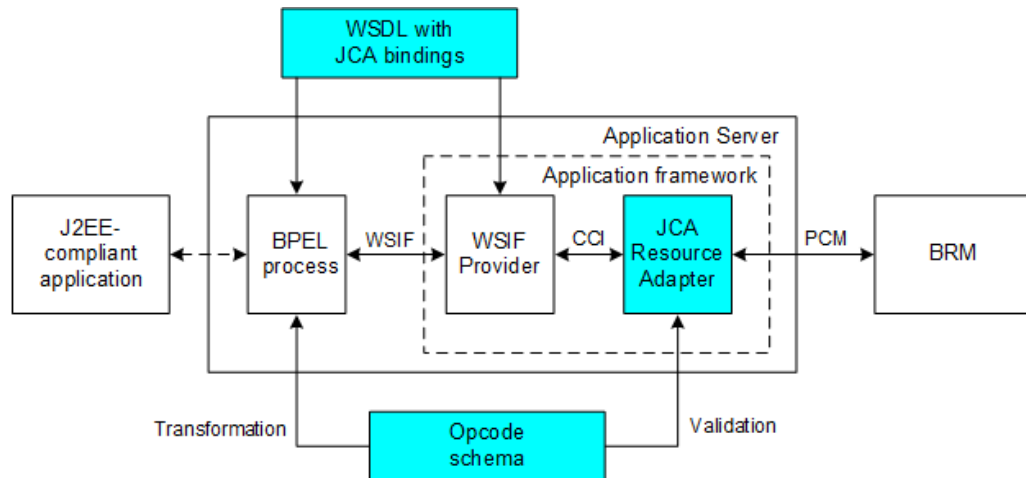 WSDL with
JCA bindings
Application Server
Application framework
J2EE-
compliant
application
BPEL
process
WSIF
WSIF
Provider
CCI
JCA
Resource
Adapter
PCM
BRM
Transformation
Opcode
schema
Validation